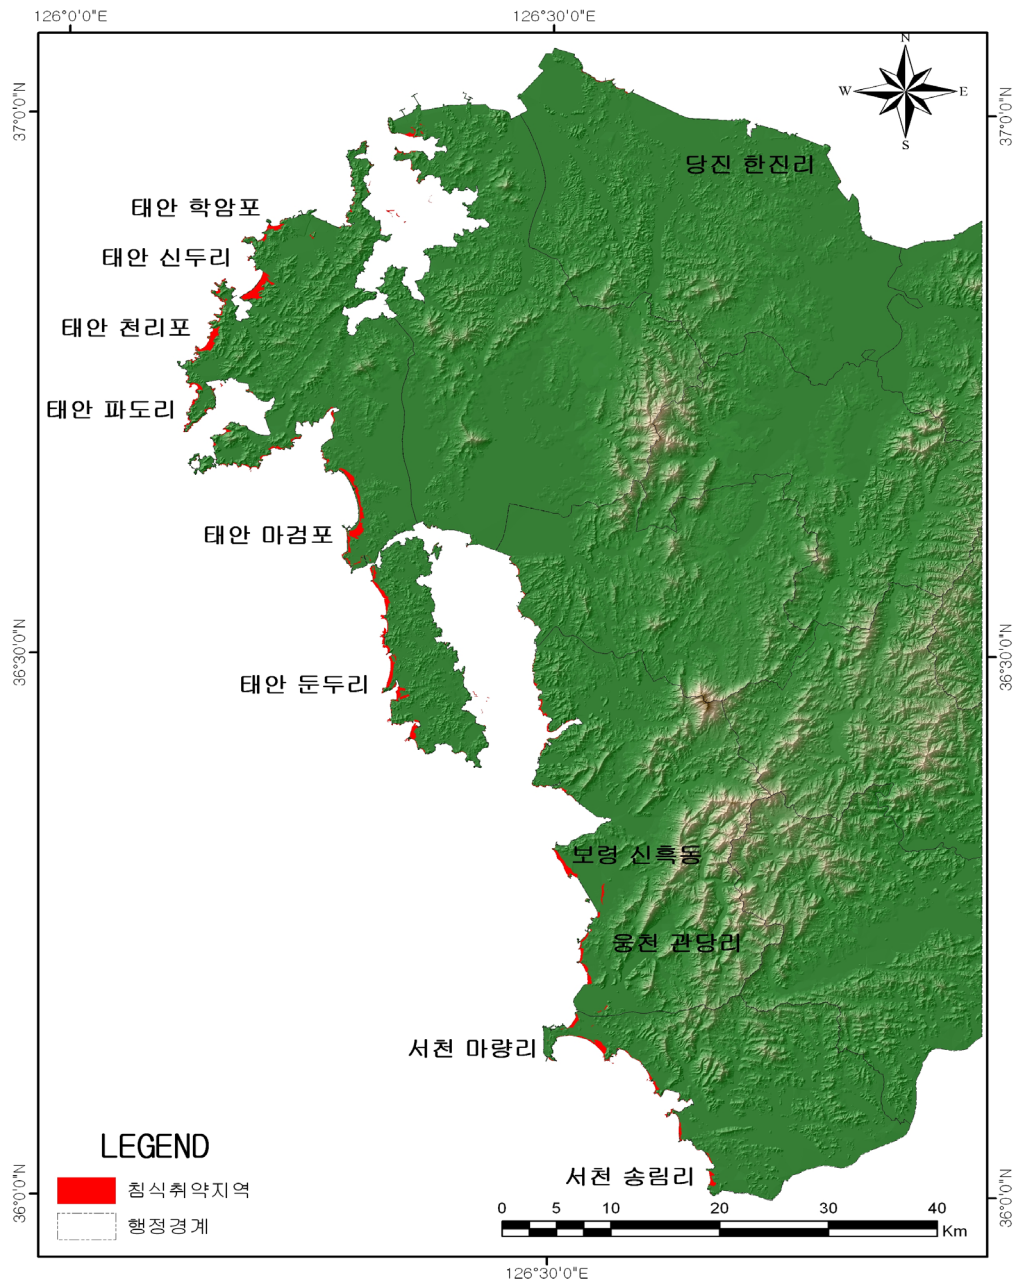 126°0'0"E
126°30'0"E
N
W
E
S
37°0'0"N
37°0'0"N
당진 한진리
태안 학암포
태안 신두리
태안 천리포
태안 파도리
태안 마검포
36°30'0"N
36°30'0"N
태안 둔두리
보령 신흑동
웅천 관당리
서천 마량리
LEGEND
침식취약지역
행정경계
서천 송림리
36°0'0"N
36°0'0"N
0 5 10 20 30 40
Km
126°30'0"E